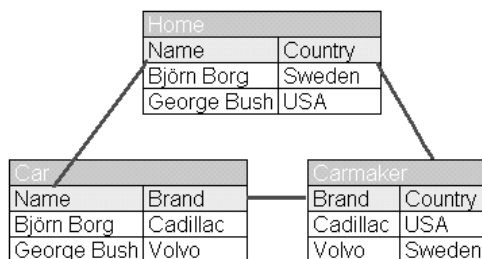 Home
Name Country
Björn Borg Sweden
George Bush USA
Car
Name Brand
Björn Borg Cadillac
George Bush Volvo
Carmaker
Brand Country
Cadillac USA
Volvo Sweden